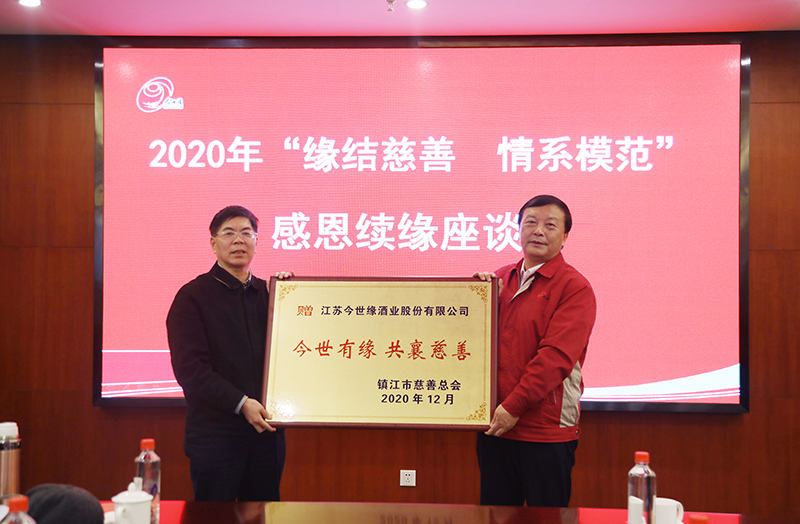 2020年“缘结慈善 情系模范”
感恩续缘座谈
赠 江苏今世缘酒业股份有限公司
今世有缘 共襄慈善
镇江市慈善总会
2020年12月